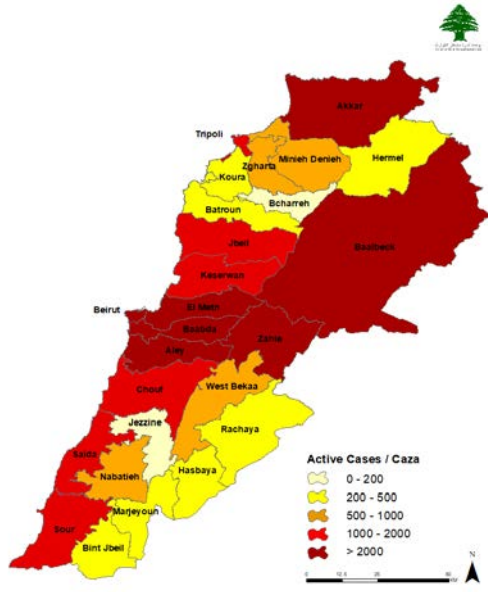 Akkar
Tripoli
Zgharta
Minieh Denieh
Hermel
Koura
Bcharreh
Batroun
Jbeil
Baalbeck
Keserwan
El Metn
Beirut
Baabda
Zahle
Aley
Chouf
West Bekaa
Jezzine
Rachaya
Saida
Hasbaya
Nabatieh
Marjeyoun
Sour
Bint Jbeil
Active Cases / Caza
0 - 200
200 - 500
500 - 1000
1000 - 2000
> 2000
N